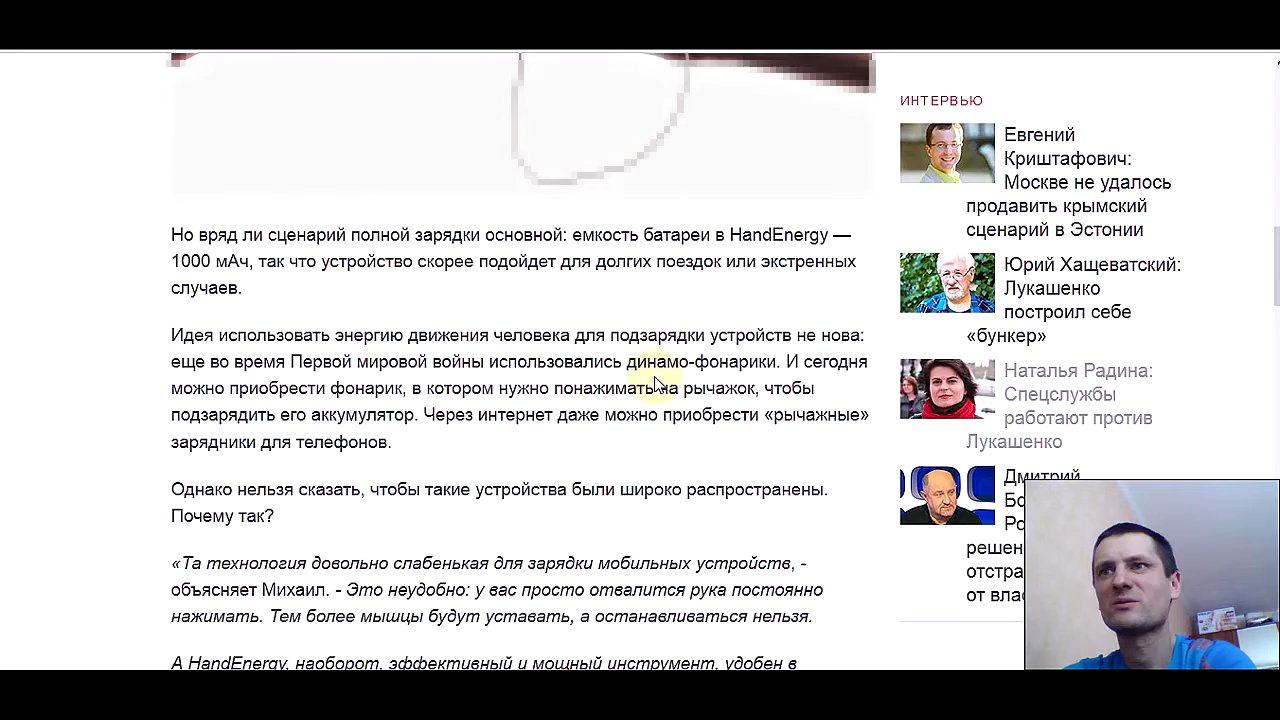 Но вряд ли сценарий полной зарядки основной: емкость батареи в HandEnergy —
1000 мАч, так что устройство скорее подойдет для долгих поездок или экстренных
случаев.
Идея использовать энергию движения человека для подзарядки устройств не нова:
еще во время Первой мировой войны использовались динамо-фонарики. И сегодня
можно приобрести фонарик, в котором нужно понажимать на рычажок, чтобы
подзарядить его аккумулятор. Через интернет даже можно приобрести «рычажные»
зарядники для телефонов.
Однако нельзя сказать, чтобы такие устройства были широко распространены.
Почему так?
«Та технология довольно слабенькая для зарядки мобильных устройств, -
объясняет Михаил. - Это неудобно: у вас просто отвалится рука постоянно
нажимать. Тем более мышцы будут уставать, а останавливаться нельзя.
А HandEnergy, наоборот, эффективный и мощный инструмент, удобен в
ИНТЕРВЬЮ
Евгений
Криштафович:
Москве не удалось
продавить крымский
сценарий в Эстонии
Юрий Хащеватский:
Лукашенко
построил себе
«бункер»
Наталья Радина:
Спецслужбы
работают против
Лукашенко
Дмитрий